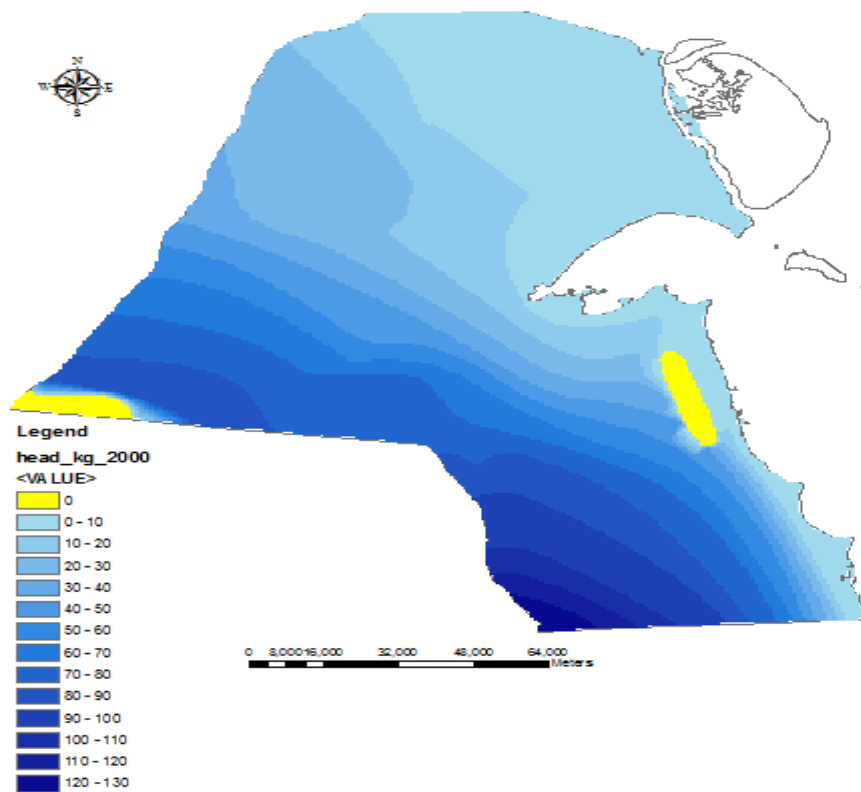 N
W E
S
Legend
head_kg_2000
<VALUE>
0
0 - 10
10 - 20
20 - 30
30 - 40
40 - 50
50 - 60
60 - 70
70 - 80
80 - 90
90 - 100
100 - 110
110 - 120
120 - 130
0 8,000 16,000 32,000 48,000 64,000
Meters